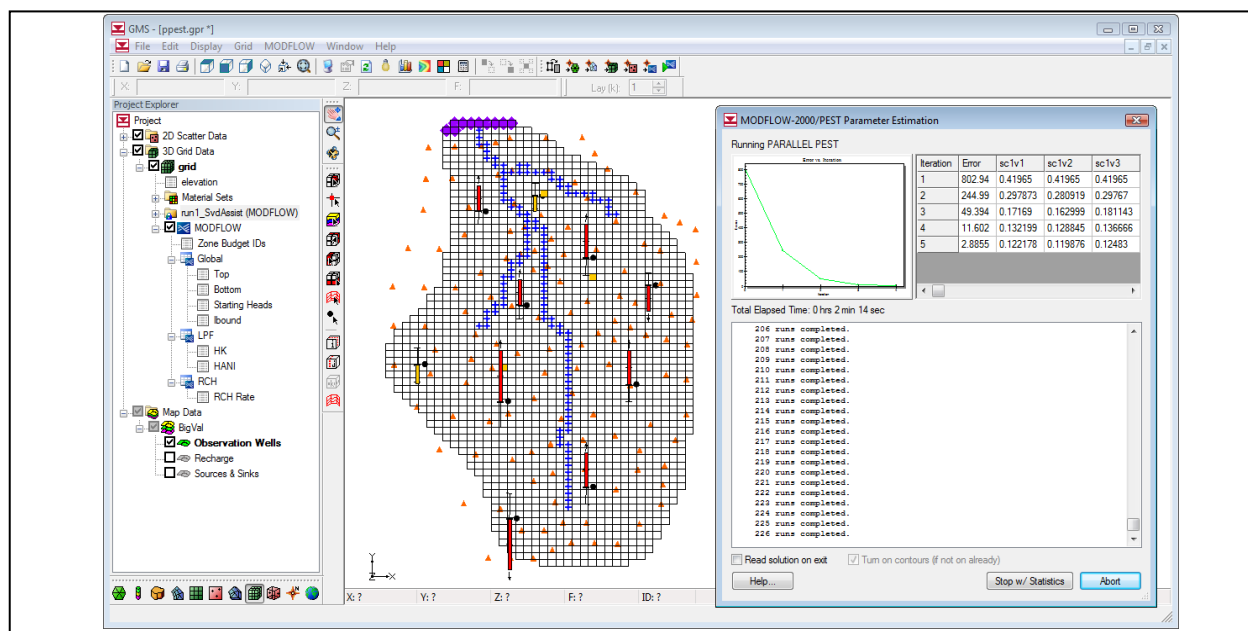 GMS - [ppest.gpr *]
File Edit Display Grid MODFLOW Window Help
X: Y: Z: F: Lay (k): 1
Project Explorer
Project
2D Scatter Data
3D Grid Data
grid
elevation
Material Sets
run1_SvdAssist (MODFLOW)
MODFLOW
Zone Budget IDs
Global
Top
Bottom
Starting Heads
Ibound
LPF
HK
HANI
RCH
RCH Rate
Map Data
BigVal
Observation Wells
Recharge
Sources & Sinks
Y
Z X
X: ? Y: ? Z: ? F: ? ID: ?
MODFLOW-2000/PEST Parameter Estimation
Running PARALLEL PEST
Error vs. Iteration
Iteration Error sc1v1 sc1v2 sc1v3
1 802.94 0.41965 0.41965 0.41965
2 244.99 0.297873 0.280919 0.29767
3 49.394 0.17169 0.162999 0.181143
4 11.602 0.132199 0.128845 0.136666
5 2.8855 0.122178 0.119876 0.12483
Total Elapsed Time: 0 hrs 2 min 14 sec
206 runs completed.
207 runs completed.
208 runs completed.
209 runs completed.
210 runs completed.
211 runs completed.
212 runs completed.
213 runs completed.
214 runs completed.
215 runs completed.
216 runs completed.
217 runs completed.
218 runs completed.
219 runs completed.
220 runs completed.
221 runs completed.
222 runs completed.
223 runs completed.
224 runs completed.
225 runs completed.
226 runs completed.
Read solution on exit Turn on contours (if not on already)
Help... Stop w/ Statistics Abort